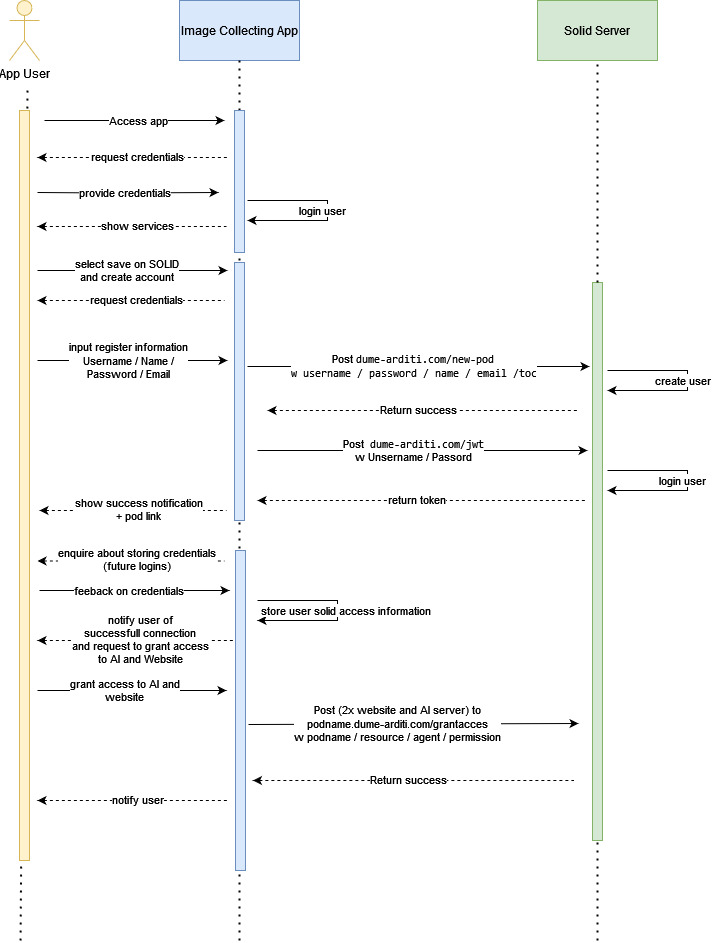 Image Collecting App
Solid Server
App User
Access app
request credentials
provide credentials
login user
show services
select save on SOLID
and create account
request credentials
input register information
Username / Name /
Password / Email
Post dume-arditi.com/new-pod
w username / password / name / email /toc
create user
Return success
Post dume-arditi.com/jwt
w Unsername / Passord
login user
return token
show success notification
+ pod link
enquire about storing credentials
(future logins)
feeback on credentials
store user solid access information
notify user of
successfull connection
and request to grant access
to AI and Website
grant access to AI and
website
Post (2x website and AI server) to
podname.dume-arditi.com/grantacces
w podname / resource / agent / permission
Return success
notify user